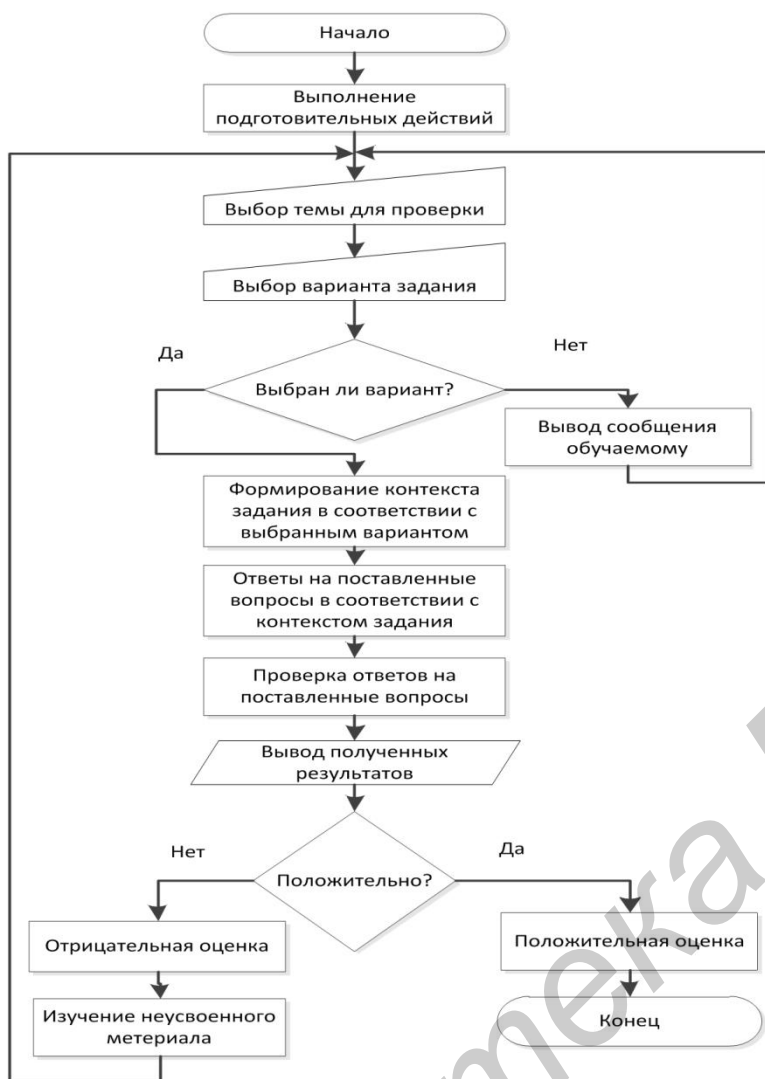 Начало
Выполнение
подготовительных действий
Выбор темы для проверки
Выбор варианта задания
Да
Нет
Выбран ли вариант?
Вывод сообщения
обучаемому
Формирование контекста
задания в соответствии с
выбранным вариантом
Ответы на поставленные
вопросы в соответствии с
контекстом задания
Проверка ответов на
поставленные вопросы
Вывод полученных
результатов
Нет
Да
Положительно?
Отрицательная оценка
Положительная оценка
Изучение неусвоенного
метериала
Конец